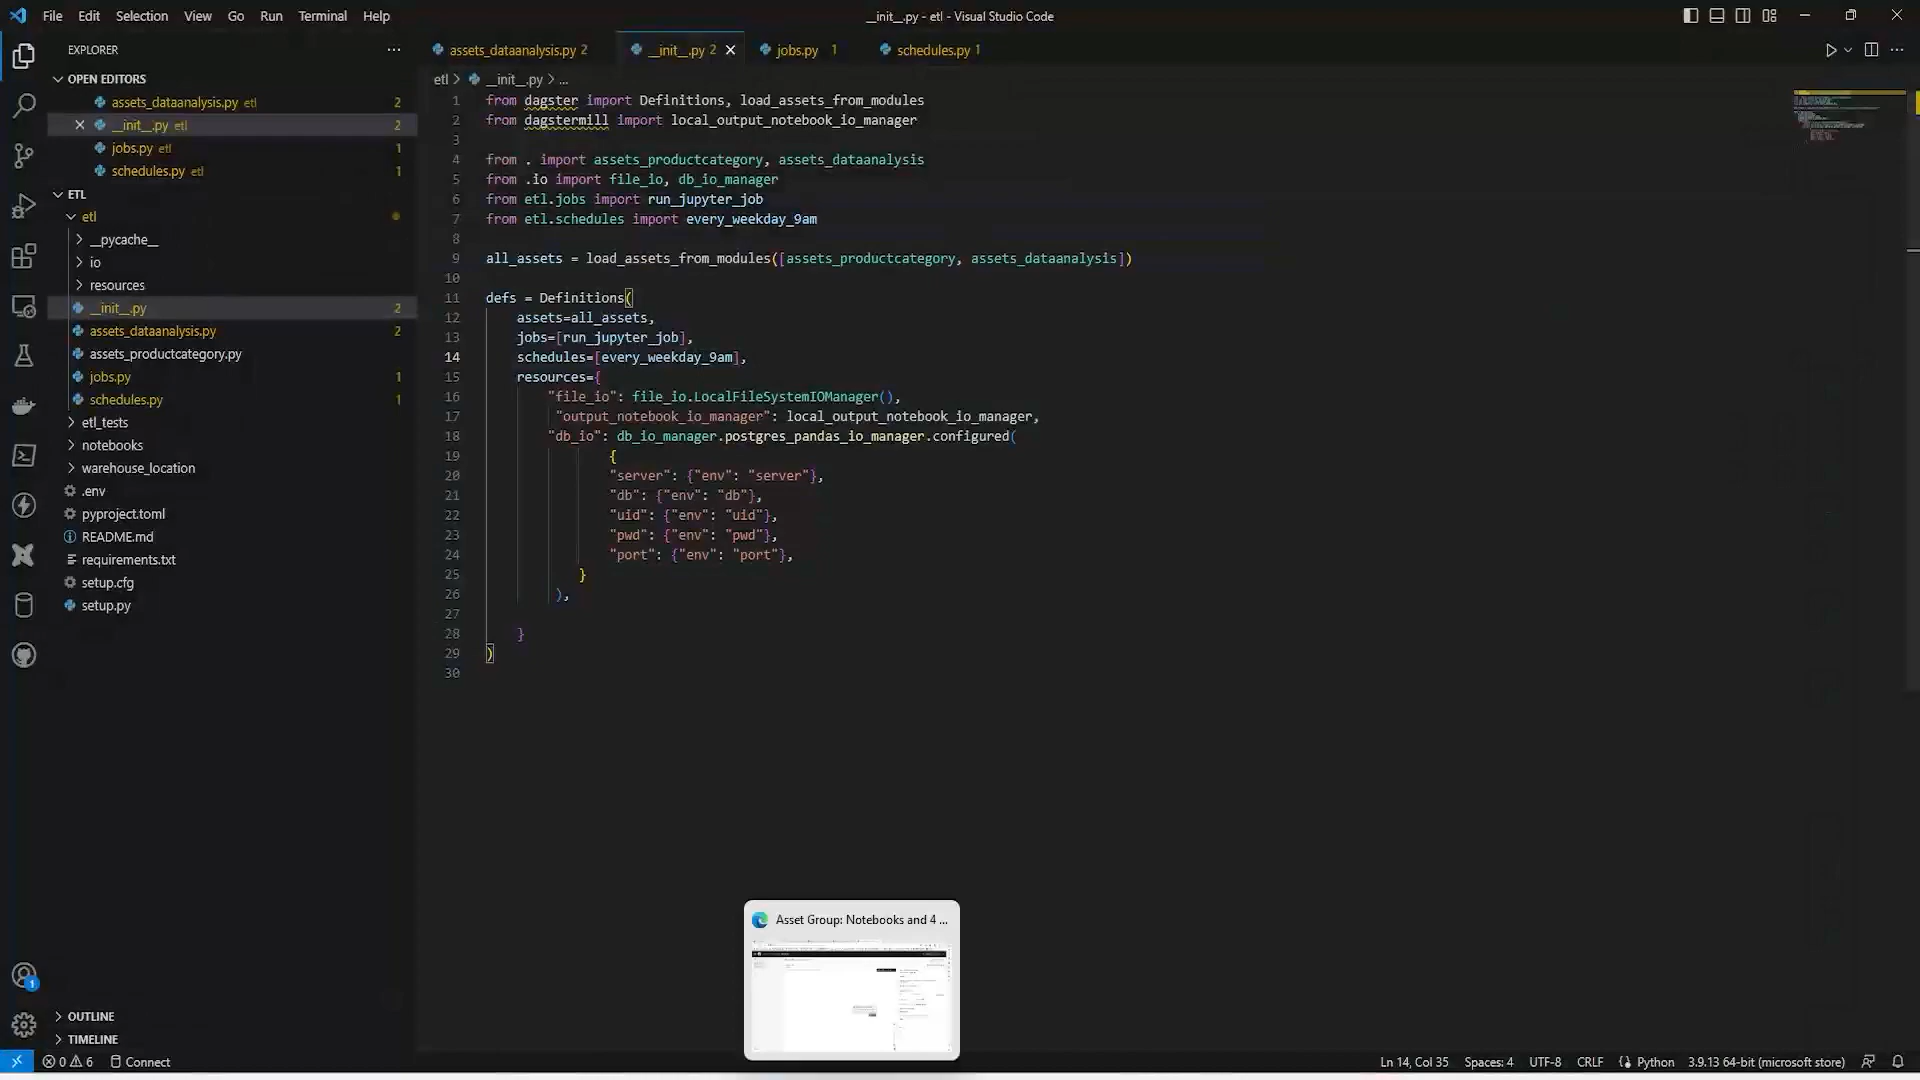 File Edit Selection View Go Run Terminal Help
__init__.py - etl - Visual Studio Code
EXPLORER
OPEN EDITORS
assets_dataanalysis.py etl 2
__init__.py etl 2
jobs.py etl 1
schedules.py etl 1
ETL
etl
__pycache__
io
resources
__init__.py 2
assets_dataanalysis.py 2
assets_productcategory.py
jobs.py 1
schedules.py 1
etl_tests
notebooks
warehouse_location
.env
pyproject.toml
README.md
requirements.txt
setup.cfg
setup.py
OUTLINE
TIMELINE
assets_dataanalysis.py 2 __init__.py 2 jobs.py 1 schedules.py 1
etl > __init__.py > ...
1 from dagster import Definitions, load_assets_from_modules
2 from dagstermill import local_output_notebook_io_manager
3
4 from . import assets_productcategory, assets_dataanalysis
5 from .io import file_io, db_io_manager
6 from etl.jobs import run_jupyter_job
7 from etl.schedules import every_weekday_9am
8
9 all_assets = load_assets_from_modules([assets_productcategory, assets_dataanalysis])
10
11 defs = Definitions(
12 assets=all_assets,
13 jobs=[run_jupyter_job],
14 schedules=[every_weekday_9am],
15 resources={
16 "file_io": file_io.LocalFileSystemIOManager(),
17 "output_notebook_io_manager": local_output_notebook_io_manager,
18 "db_io": db_io_manager.postgres_pandas_io_manager.configured(
19 {
20 "server": {"env": "server"},
21 "db": {"env": "db"},
22 "uid": {"env": "uid"},
23 "pwd": {"env": "pwd"},
24 "port": {"env": "port"},
25 }
26 ),
27
28 }
29 )
30
Asset Group: Notebooks and 4 ...
1
0 6 Connect
Ln 14, Col 35 Spaces: 4 UTF-8 CRLF Python 3.9.13 64-bit (microsoft store)